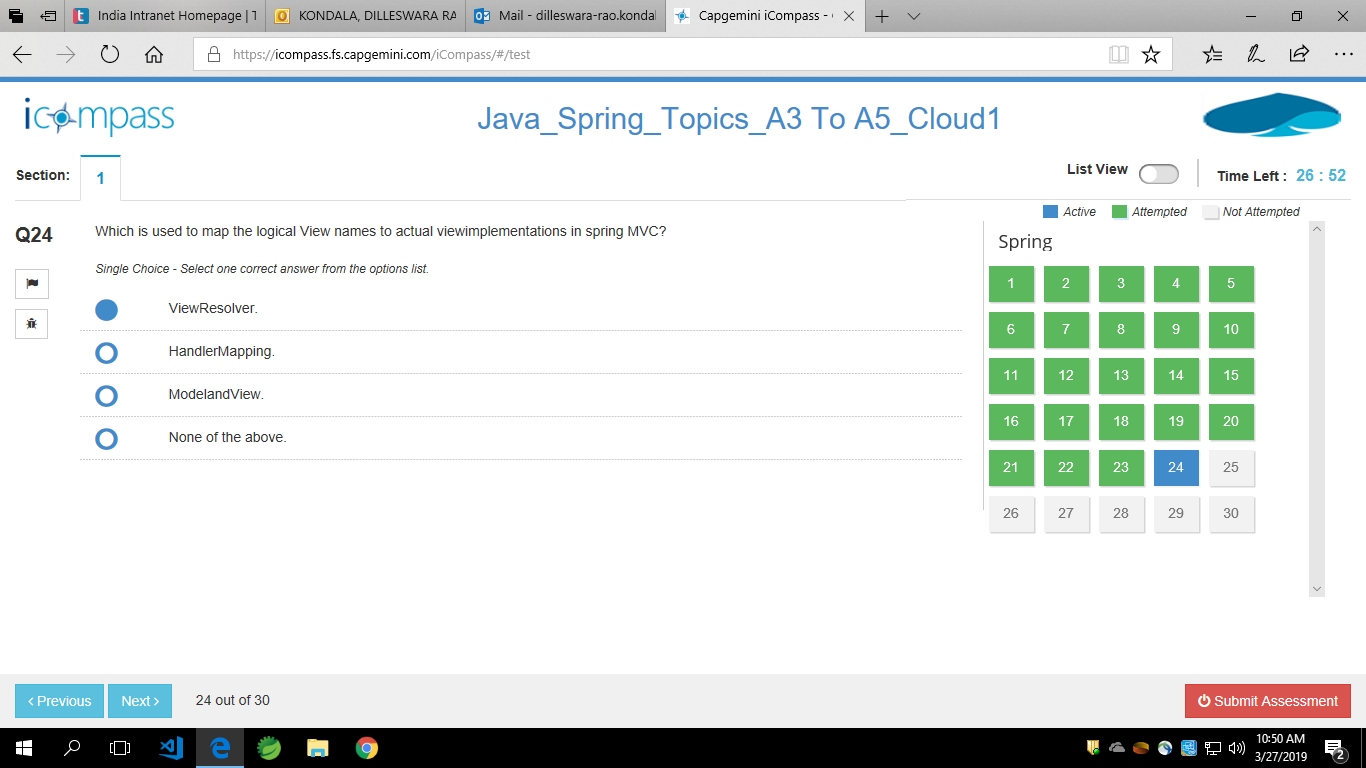 India Intranet Homepage | T
KONDALA, DILLESWARA RA
Mail - dilleswara-rao.kondal
Capgemini iCompass -
https://icompass.fs.capgemini.com/iCompass/#/test
icompass
Java_Spring_Topics_A3 To A5_Cloud1
Section:
1
List View
Time Left : 26 : 52
Active Attempted Not Attempted
Q24
Which is used to map the logical View names to actual viewimplementations in spring MVC?
Single Choice - Select one correct answer from the options list.
ViewResolver.
HandlerMapping.
ModelandView.
None of the above.
Spring
1 2 3 4 5
6 7 8 9 10
11 12 13 14 15
16 17 18 19 20
21 22 23 24 25
26 27 28 29 30
‹ Previous
Next ›
24 out of 30
Submit Assessment
10:50 AM
3/27/2019
2